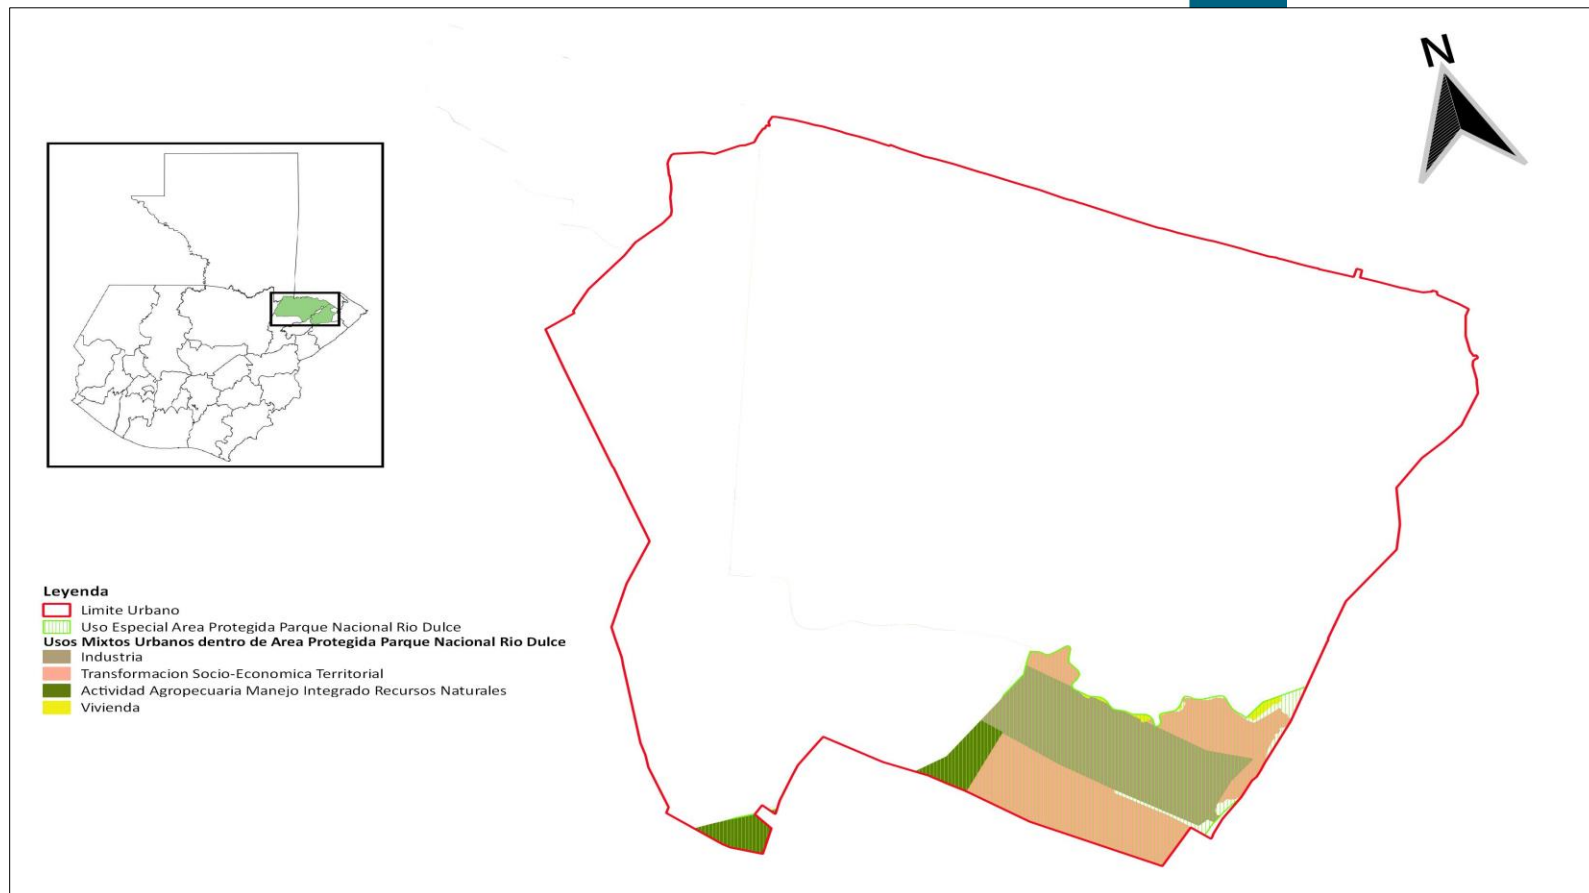 N
Leyenda
Limite Urbano
Uso Especial Area Protegida Parque Nacional Rio Dulce
Usos Mixtos Urbanos dentro de Area Protegida Parque Nacional Rio Dulce
Industria
Transformacion Socio-Economica Territorial
Actividad Agropecuaria Manejo Integrado Recursos Naturales
Vivienda